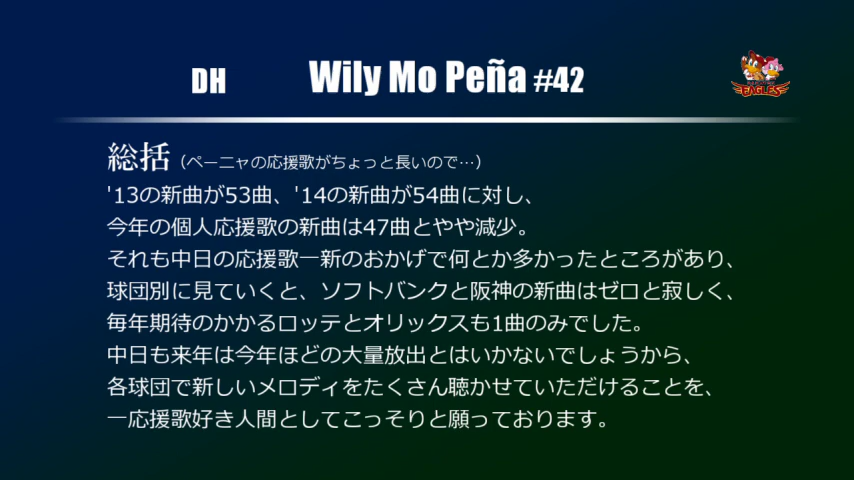 DH Wily Mo Peña #42
EAGLES
総括（ペーニャの応援歌がちょっと長いので…）
'13の新曲が53曲、'14の新曲が54曲に対し、
今年の個人応援歌の新曲は47曲とやや減少。
それも中日の応援歌一新のおかげで何とか多かったところがあり、
球団別に見ていくと、ソフトバンクと阪神の新曲はゼロと寂しく、
毎年期待のかかるロッテとオリックスも1曲のみでした。
中日も来年は今年ほどの大量放出とはいかないでしょうから、
各球団で新しいメロディをたくさん聴かせていただけることを、
一応援歌好き人間としてこっそりと願っております。